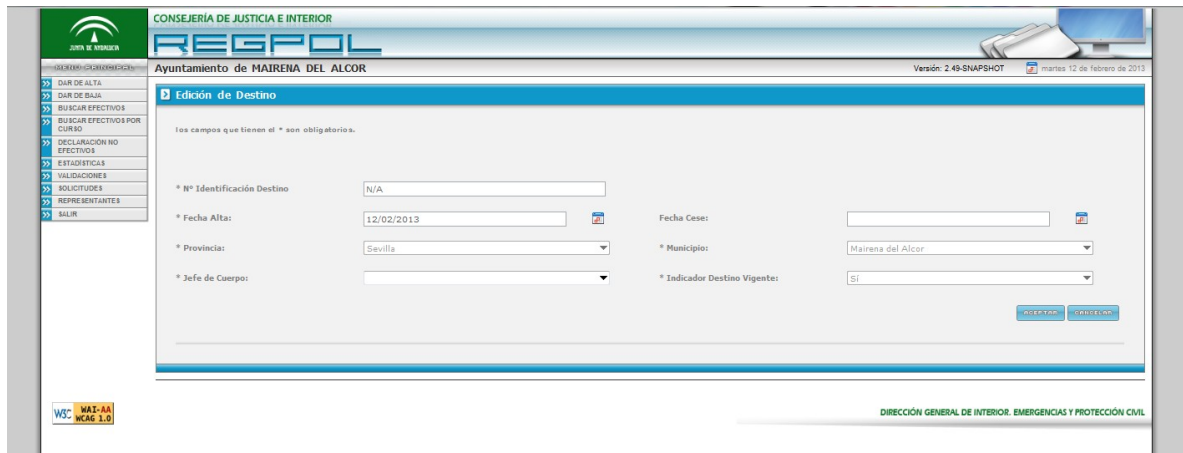 CONSEJERÍA DE JUSTICIA E INTERIOR
JUNTA DE ANDALUCIA
REGPOL
MENÚ PRINCIPAL
Ayuntamiento de MAIRENA DEL ALCOR
Versión: 2.49-SNAPSHOT
martes 12 de febrero de 2013
DAR DE ALTA
DAR DE BAJA
BUSCAR EFECTIVOS
BUSCAR EFECTIVOS POR
CURSO
DECLARACIÓN NO
EFECTIVOS
ESTADÍSTICAS
VALIDACIONES
SOLICITUDES
REPRESENTANTES
SALIR
Edición de Destino
los campos que tienen el * son obligatorios.
* Nº Identificación Destino N/A
* Fecha Alta: 12/02/2013 Fecha Cese:
* Provincia: Sevilla * Municipio: Mairena del Alcor
* Jefe de Cuerpo: * Indicador Destino Vigente: Sí
ACEPTAR CANCELAR
W3C WAI-AA
WCAG 1.0
DIRECCIÓN GENERAL DE INTERIOR. EMERGENCIAS Y PROTECCIÓN CIVIL